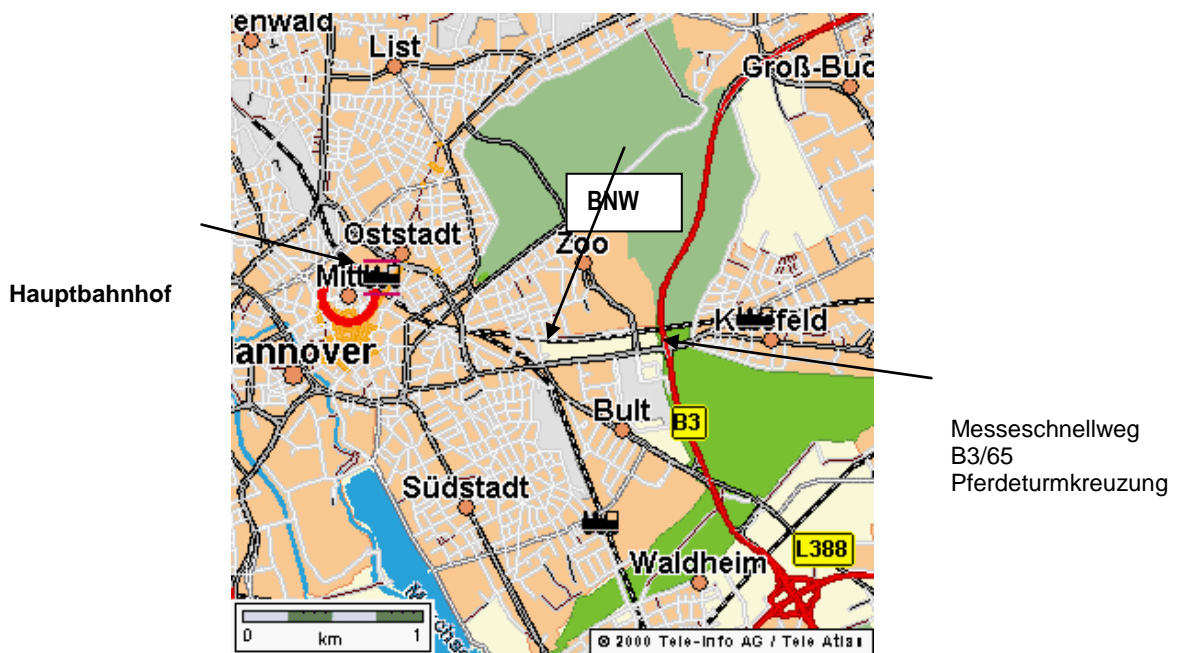 enwald
List
Groß-Buc
BNW
Oststadt
Zoo
Mitt
Hauptbahnhof
feld
annover
Bult
B3
Messeschnellweg
B3/65
Pferdeturmkreuzung
Südstadt
L388
Waldheim
0 km 1
© 2000 Tele-Info AG / Tele Atlas